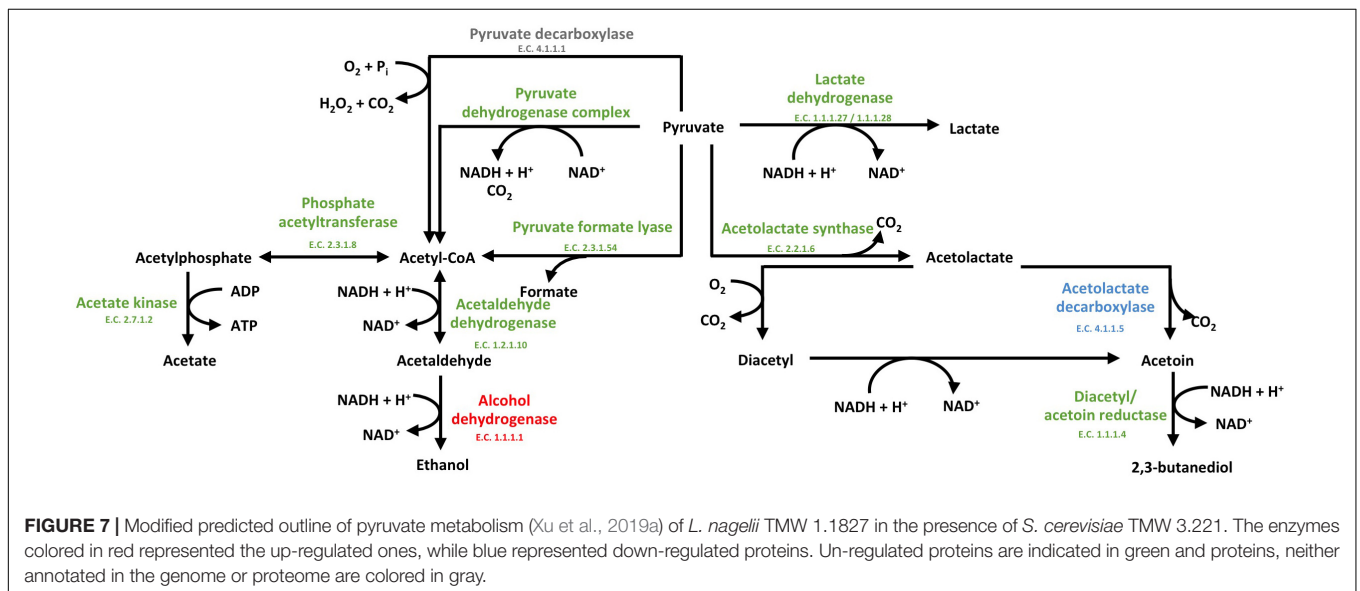 Pyruvate decarboxylase
E.C. 4.1.1.1
O₂ + Pᵢ
H₂O₂ + CO₂
Pyruvate
dehydrogenase complex
NADH + H⁺
CO₂
NAD⁺
Pyruvate
Lactate
dehydrogenase
E.C. 1.1.1.27 / 1.1.1.28
NADH + H⁺
NAD⁺
Lactate
Phosphate
acetyltransferase
E.C. 2.3.1.8
Acetylphosphate
Acetyl-CoA
Pyruvate formate lyase
E.C. 2.3.1.54
Formate
Acetolactate synthase
E.C. 2.2.1.6
CO₂
Acetolactate
Acetate kinase
E.C. 2.7.1.2
ADP
ATP
Acetate
NADH + H⁺
NAD⁺
Acetaldehyde
dehydrogenase
E.C. 1.2.1.10
Acetaldehyde
NADH + H⁺
NAD⁺
Alcohol
dehydrogenase
E.C. 1.1.1.1
Ethanol
O₂
CO₂
Diacetyl
NADH + H⁺
NAD⁺
Acetolactate
decarboxylase
E.C. 4.1.1.5
CO₂
Acetoin
Diacetyl/
acetoin reductase
E.C. 1.1.1.4
NADH + H⁺
NAD⁺
2,3-butanediol
FIGURE 7 | Modified predicted outline of pyruvate metabolism (Xu et al., 2019a) of L. nagelii TMW 1.1827 in the presence of S. cerevisiae TMW 3.221. The enzymes
colored in red represented the up-regulated ones, while blue represented down-regulated proteins. Un-regulated proteins are indicated in green and proteins, neither
annotated in the genome or proteome are colored in gray.